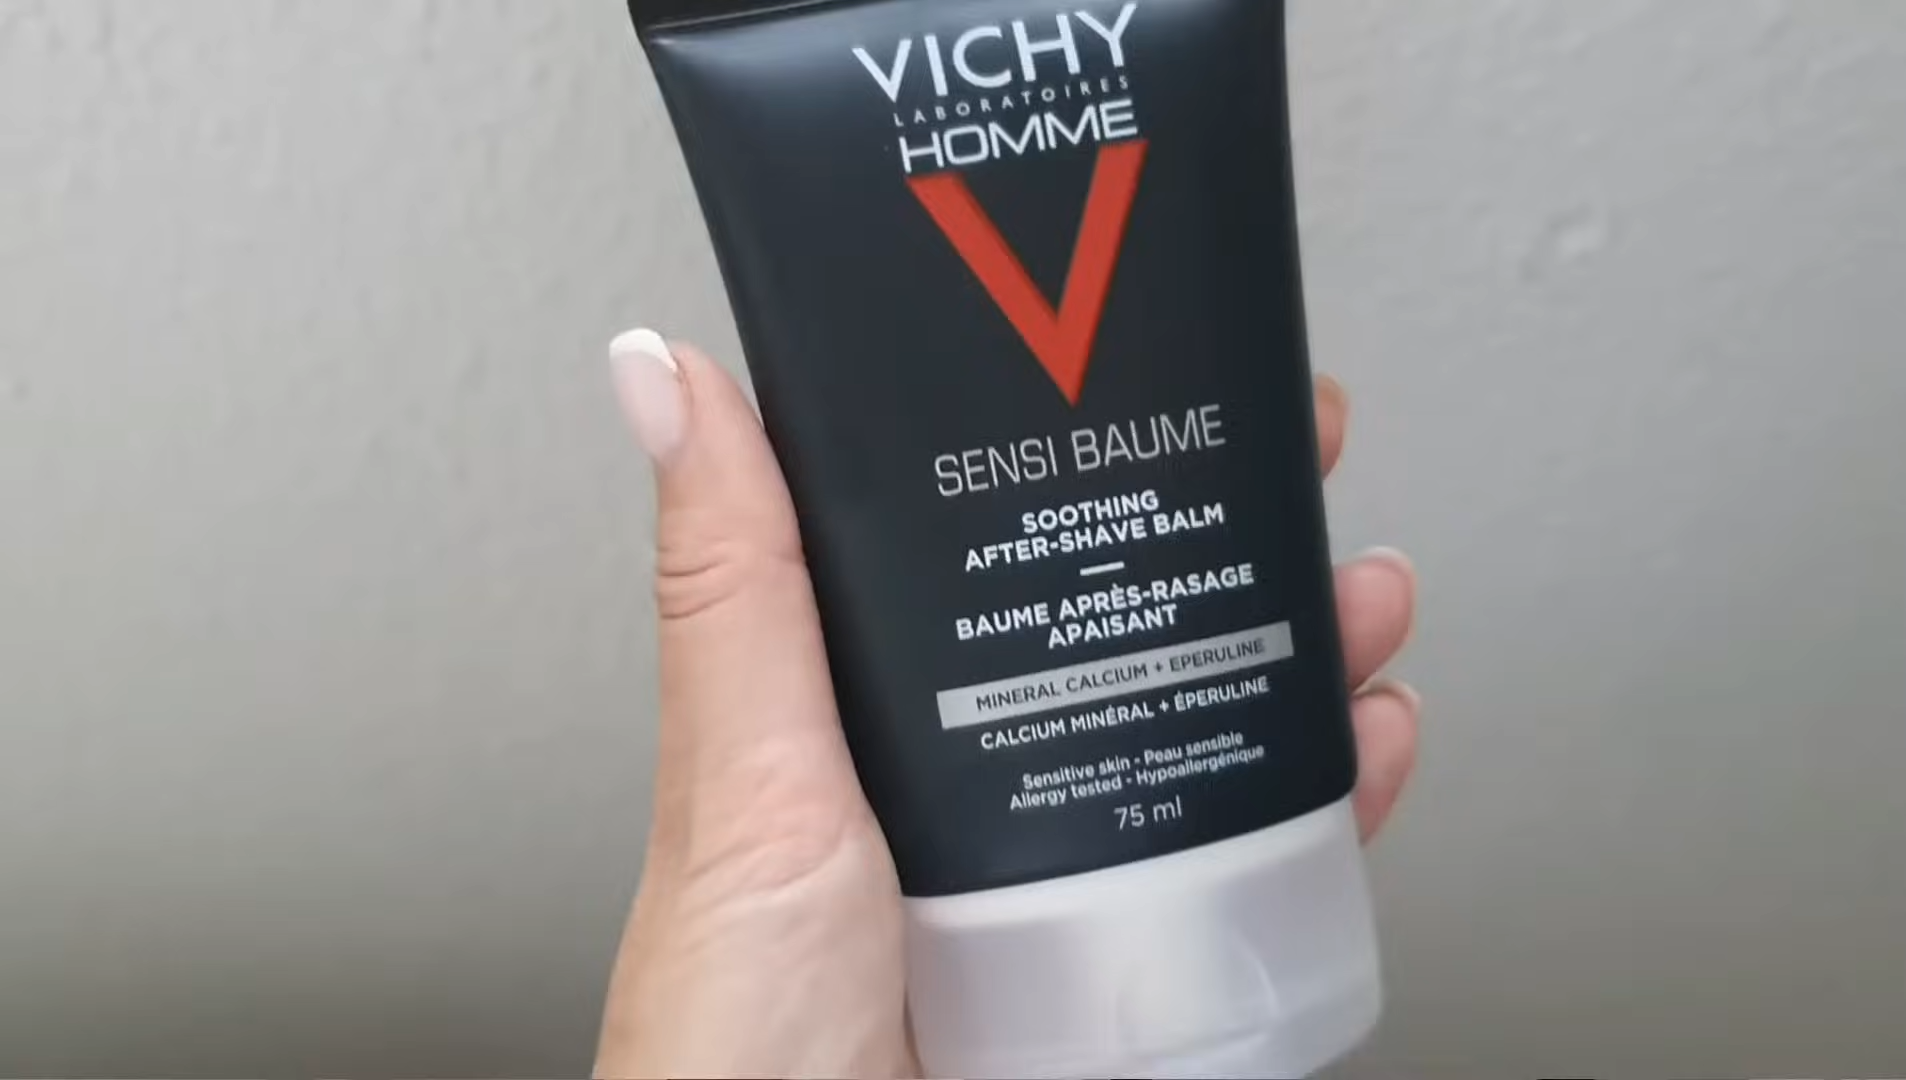 VICHY
LABORATOIRES
HOMME
V
SENSI BAUME
SOOTHING
AFTER-SHAVE BALM
BAUME APRÈS-RASAGE
APAISANT
MINERAL CALCIUM + EPERULINE
CALCIUM MINÉRAL + ÉPERULINE
Sensitive skin - Peau sensible
Allergy tested - Hypoallergénique
75 ml